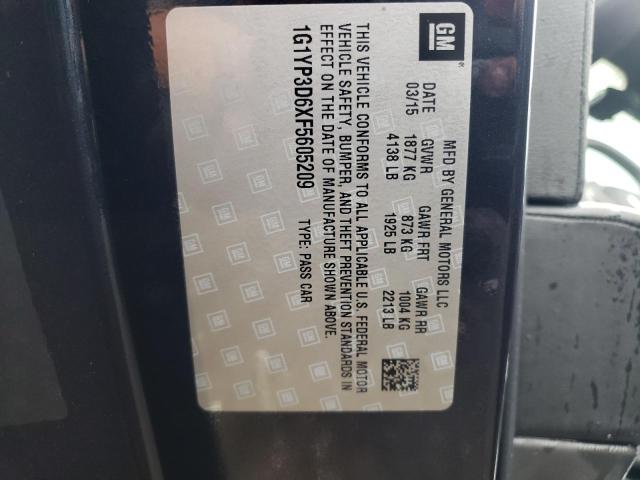 GM
MFD BY GENERAL MOTORS LLC
DATE GVWR GAWR FRT GAWR RR
03/15 1877 KG 873 KG 1004 KG
4138 LB 1925 LB 2213 LB
THIS VEHICLE CONFORMS TO ALL APPLICABLE U.S. FEDERAL MOTOR
VEHICLE SAFETY, BUMPER, AND THEFT PREVENTION STANDARDS IN
EFFECT ON THE DATE OF MANUFACTURE SHOWN ABOVE.
1G1YP3D6XF5605209 TYPE: PASS CAR